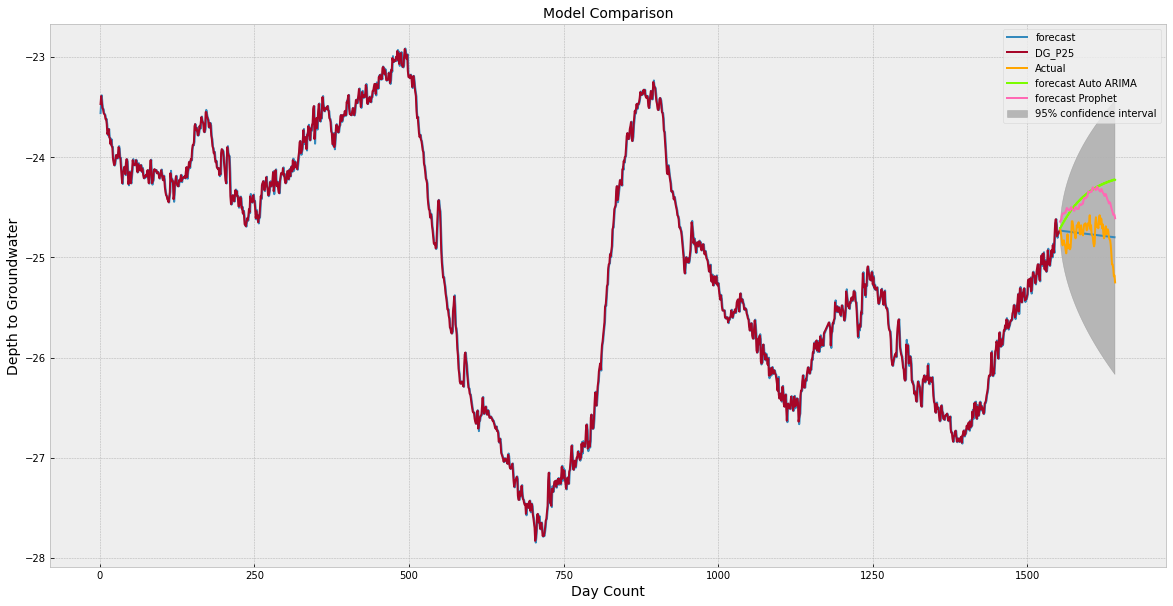 Model Comparison
forecast
DG_P25
Actual
forecast Auto ARIMA
forecast Prophet
95% confidence interval
−23
−24
−25
−26
−27
−28
Depth to Groundwater
0
250
500
750
1000
1250
1500
Day Count